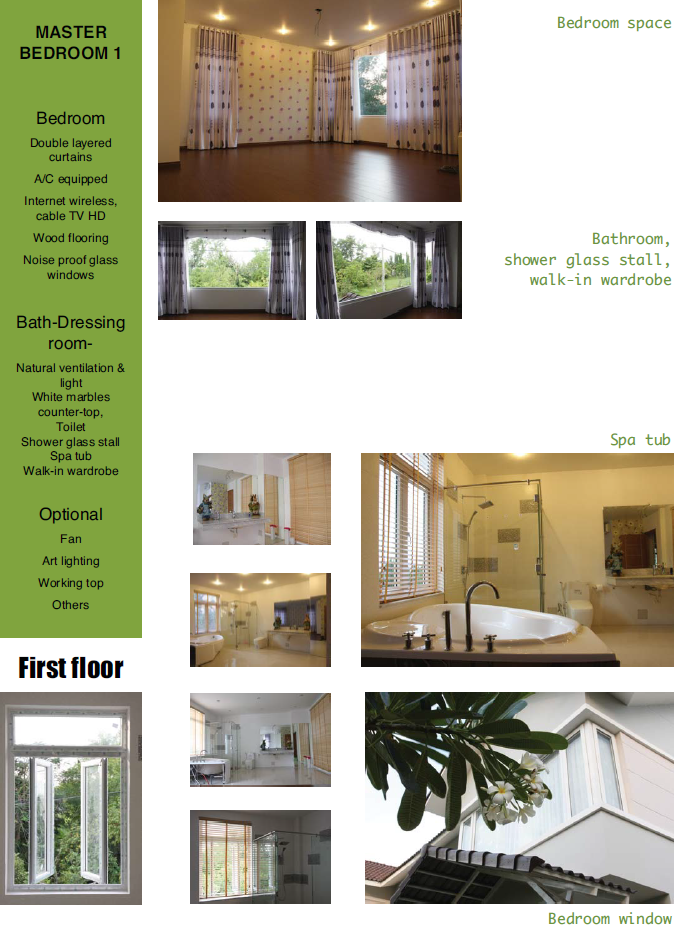 MASTER
BEDROOM 1
Bedroom
Double layered
curtains
A/C equipped
Internet wireless,
cable TV HD
Wood flooring
Noise proof glass
windows
Bath-Dressing
room-
Natural ventilation &
light
White marbles
counter-top,
Toilet
Shower glass stall
Spa tub
Walk-in wardrobe
Optional
Fan
Art lighting
Working top
Others
First floor
Bedroom space
Bathroom,
shower glass stall,
walk-in wardrobe
Spa tub
Bedroom window